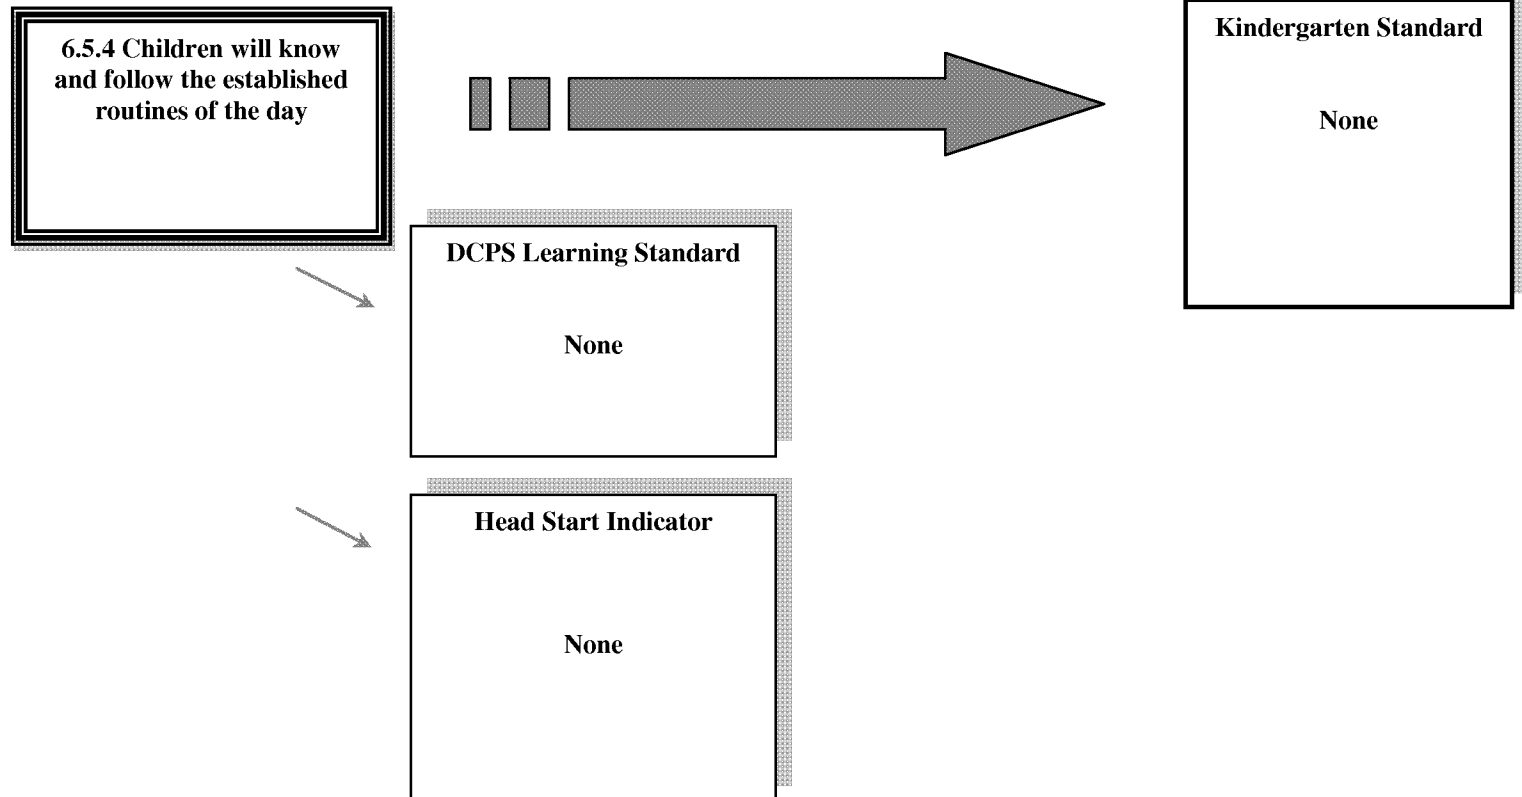 6.5.4 Children will know
and follow the established
routines of the day
Kindergarten Standard
None
DCPS Learning Standard
None
Head Start Indicator
None